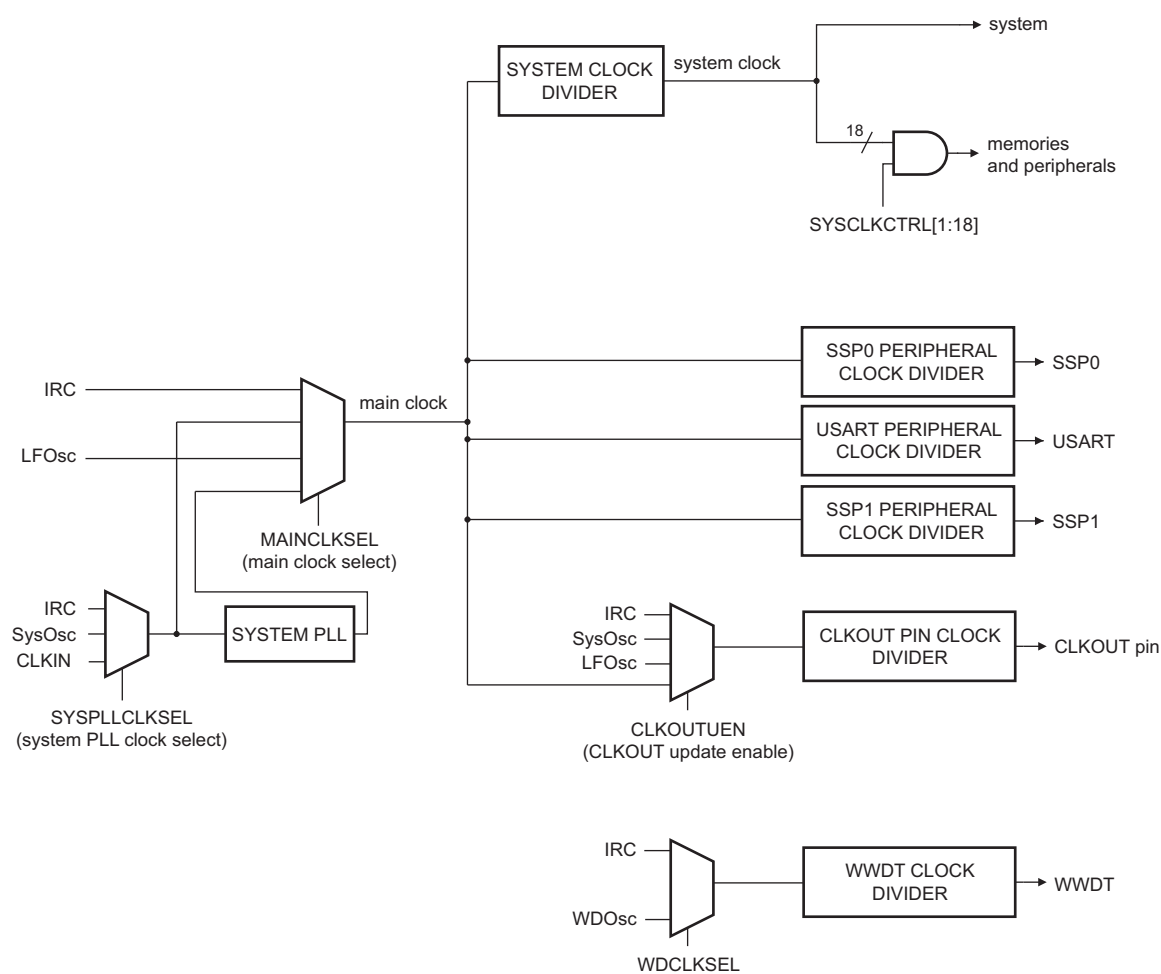 system
SYSTEM CLOCK
DIVIDER
system clock
18
memories
and peripherals
SYSCLKCTRL[1:18]
SSP0 PERIPHERAL
CLOCK DIVIDER
SSP0
IRC
main clock
USART PERIPHERAL
CLOCK DIVIDER
USART
LFOsc
SSP1 PERIPHERAL
CLOCK DIVIDER
SSP1
MAINCLKSEL
(main clock select)
IRC
SysOsc
CLKIN
SYSTEM PLL
SYSPLLCLKSEL
(system PLL clock select)
IRC
SysOsc
LFOsc
CLKOUT PIN CLOCK
DIVIDER
CLKOUT pin
CLKOUTUEN
(CLKOUT update enable)
IRC
WDOsc
WWDT CLOCK
DIVIDER
WWDT
WDCLKSEL